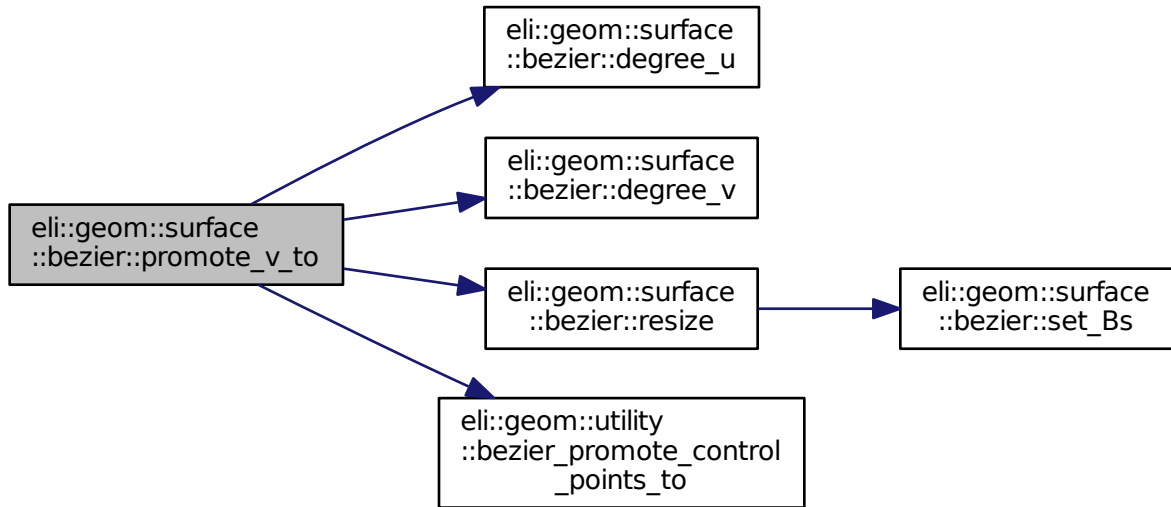 eli::geom::surface
::bezier::degree_u
eli::geom::surface
::bezier::degree_v
eli::geom::surface
::bezier::promote_v_to
eli::geom::surface
::bezier::resize
eli::geom::surface
::bezier::set_Bs
eli::geom::utility
::bezier_promote_control
_points_to